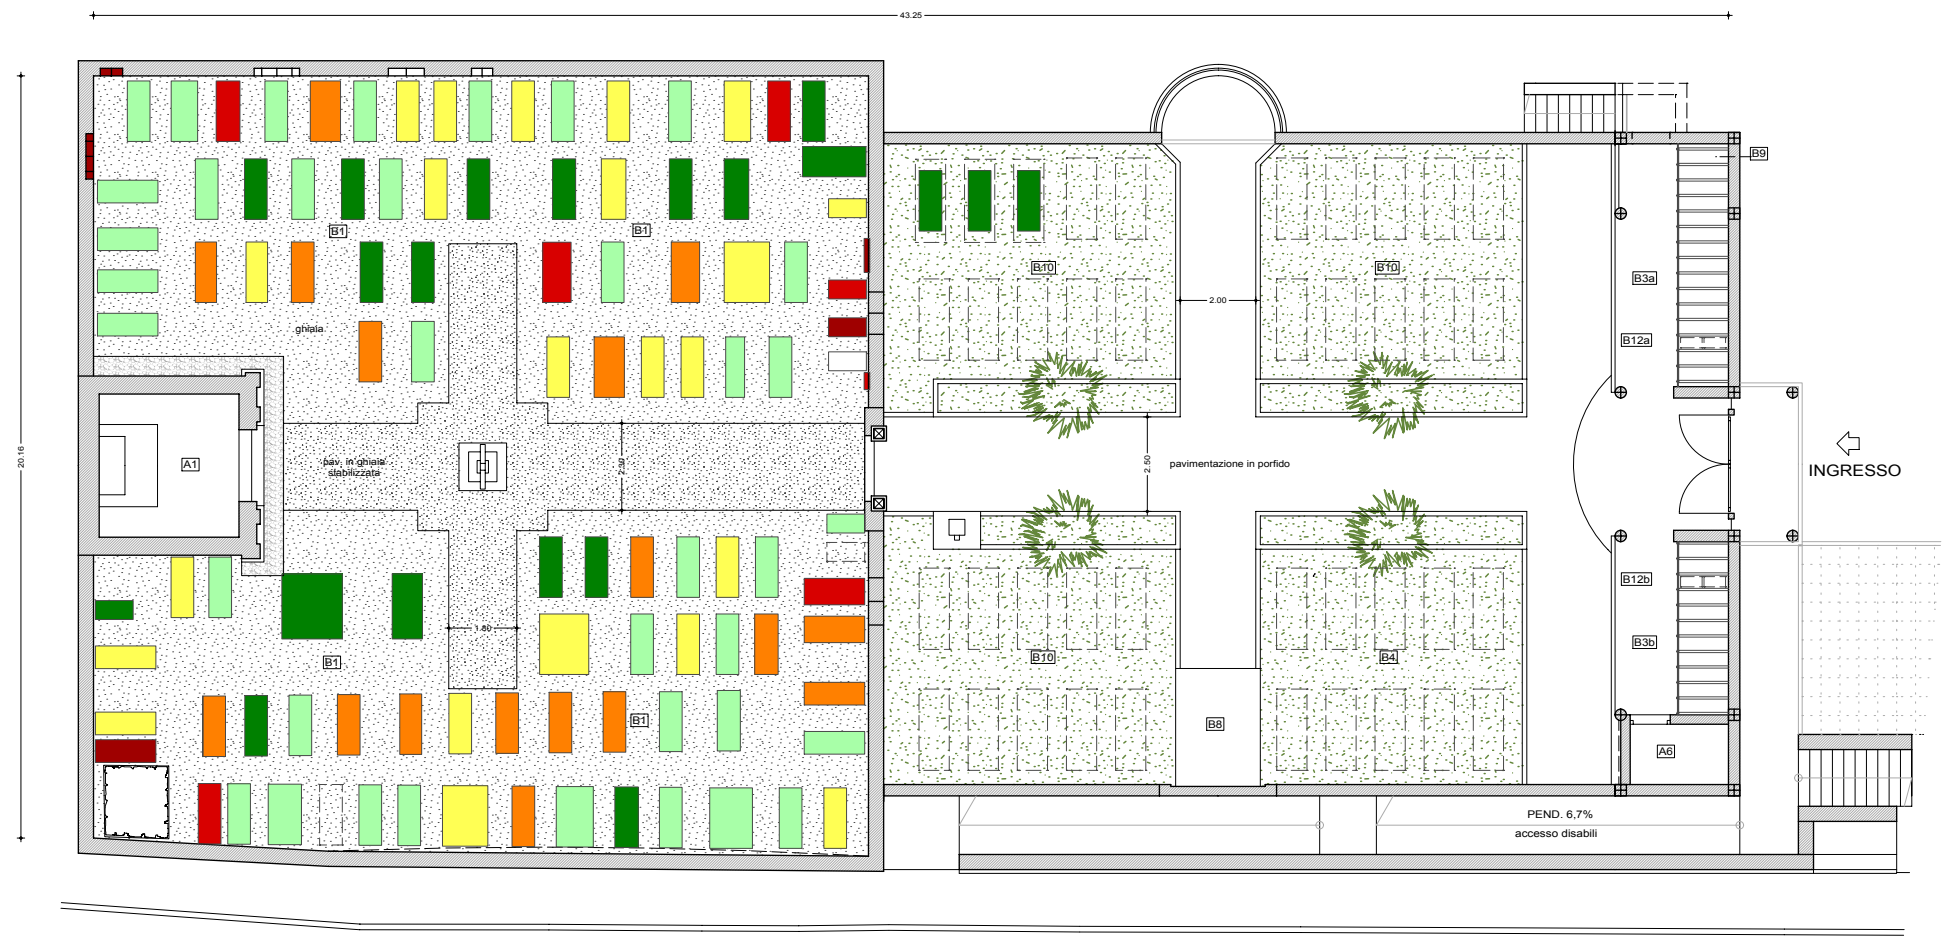 43.25
B9
B1
B1
B10
B10
B3a
2.00
ghiaia
B12a
20.16
A1
pav. in ghiaia
stabilizzata
2.30
2.50
pavimentazione in porfido
INGRESSO
B12b
1.80
B3b
B1
B10
B4
B1
B8
A6
PEND. 6,7%
accesso disabili